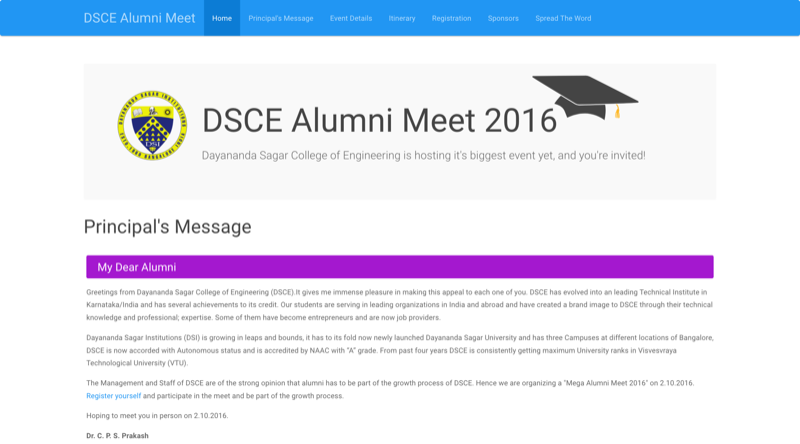 DSCE Alumni Meet Home Principal's Message Event Details Itinerary Registration Sponsors Spread The Word
DAYANANDA SAGAR INSTITUTIONS
DSI
ESTD 1960 BANGALORE INDIA
DSCE Alumni Meet 2016
Dayananda Sagar College of Engineering is hosting it's biggest event yet, and you're invited!
Principal's Message
My Dear Alumni
Greetings from Dayananda Sagar College of Engineering (DSCE).It gives me immense pleasure in making this appeal to each one of you. DSCE has evolved into an leading Technical Institute in
Karnataka/India and has several achievements to its credit. Our students are serving in leading organizations in India and abroad and have created a brand image to DSCE through their technical
knowledge and professional; expertise. Some of them have become entrepreneurs and are now job providers.
Dayananda Sagar Institutions (DSI) is growing in leaps and bounds, it has to its fold now newly launched Dayananda Sagar University and has three Campuses at different locations of Bangalore,
DSCE is now accorded with Autonomous status and is accredited by NAAC with "A" grade. From past four years DSCE is consistently getting maximum University ranks in Visvesvraya
Technological University (VTU).
The Management and Staff of DSCE are of the strong opinion that alumni has to be part of the growth process of DSCE. Hence we are organizing a "Mega Alumni Meet 2016" on 2.10.2016.
Register yourself and participate in the meet and be part of the growth process.
Hoping to meet you in person on 2.10.2016.
Dr. C. P. S. Prakash